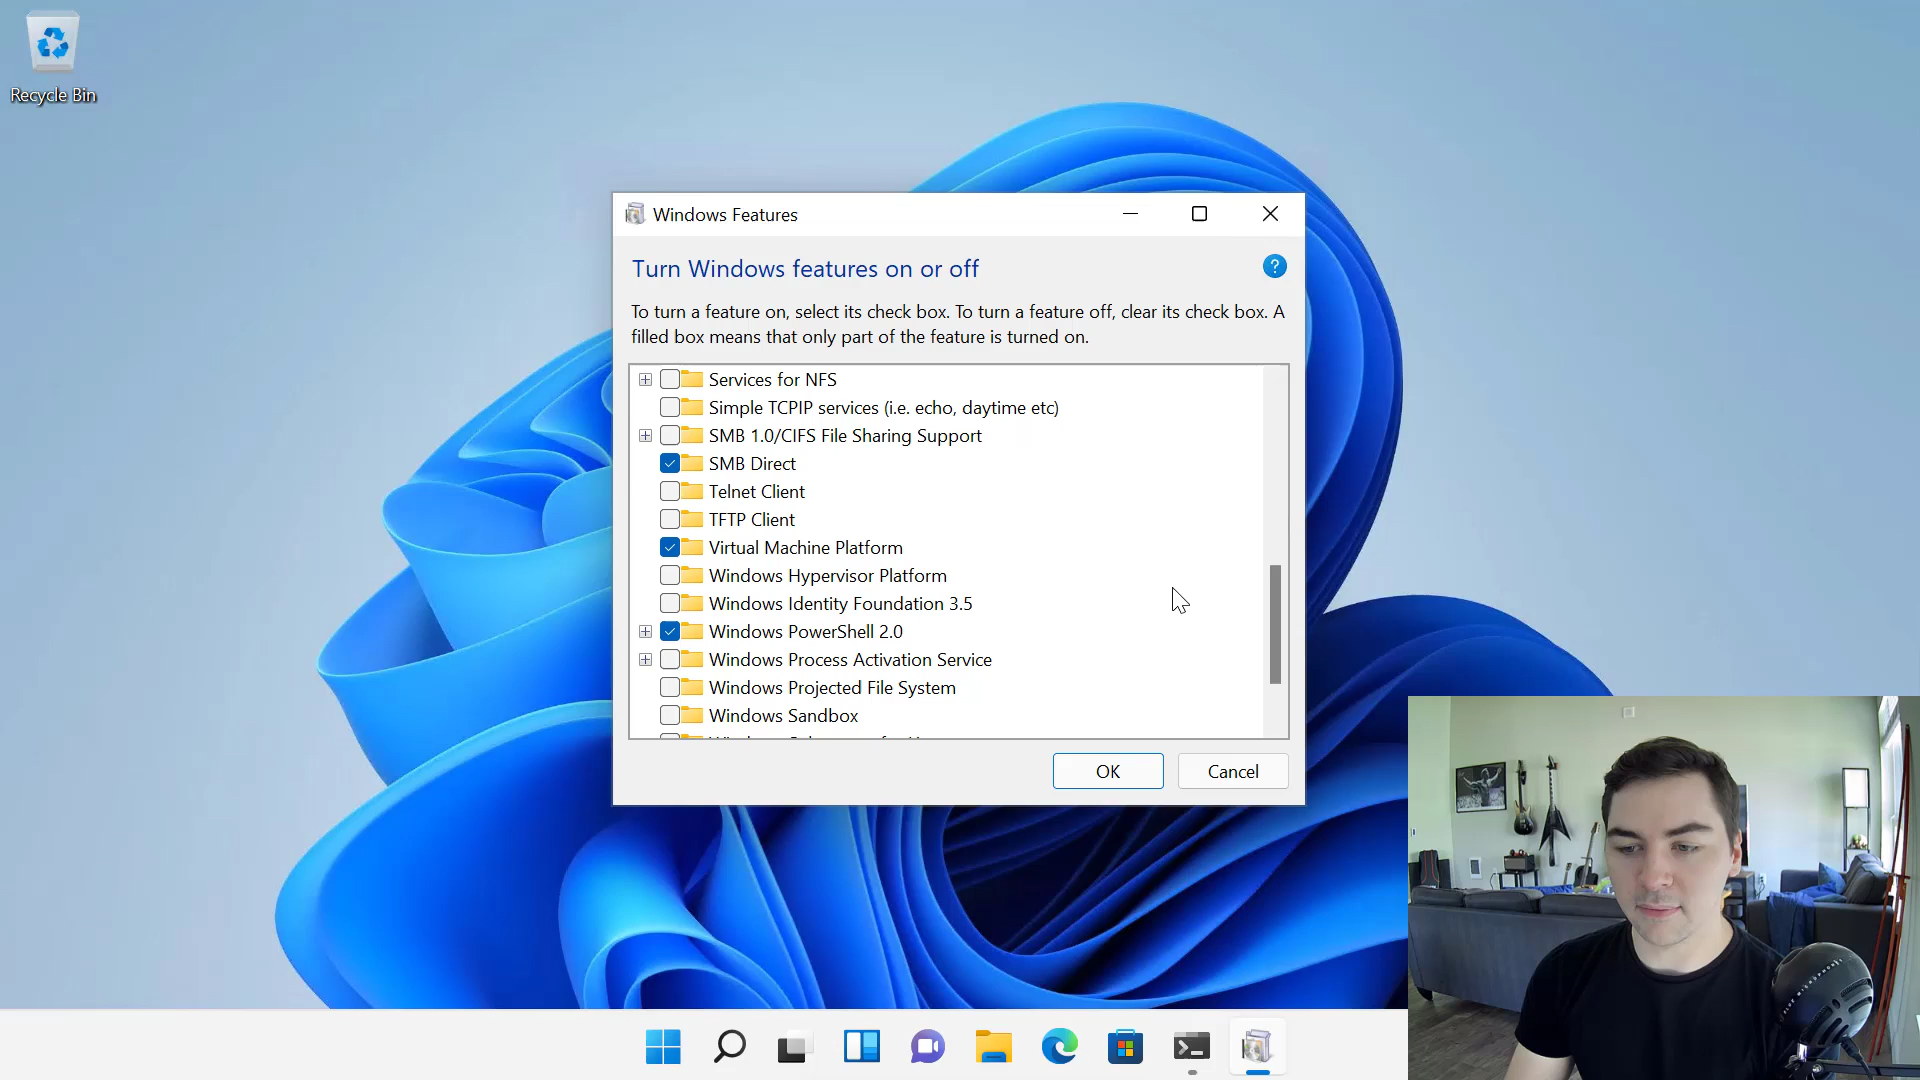 Recycle Bin
Windows Features
Turn Windows features on or off
To turn a feature on, select its check box. To turn a feature off, clear its check box. A
filled box means that only part of the feature is turned on.
Services for NFS
Simple TCPIP services (i.e. echo, daytime etc)
SMB 1.0/CIFS File Sharing Support
SMB Direct
Telnet Client
TFTP Client
Virtual Machine Platform
Windows Hypervisor Platform
Windows Identity Foundation 3.5
Windows PowerShell 2.0
Windows Process Activation Service
Windows Projected File System
Windows Sandbox
OK
Cancel